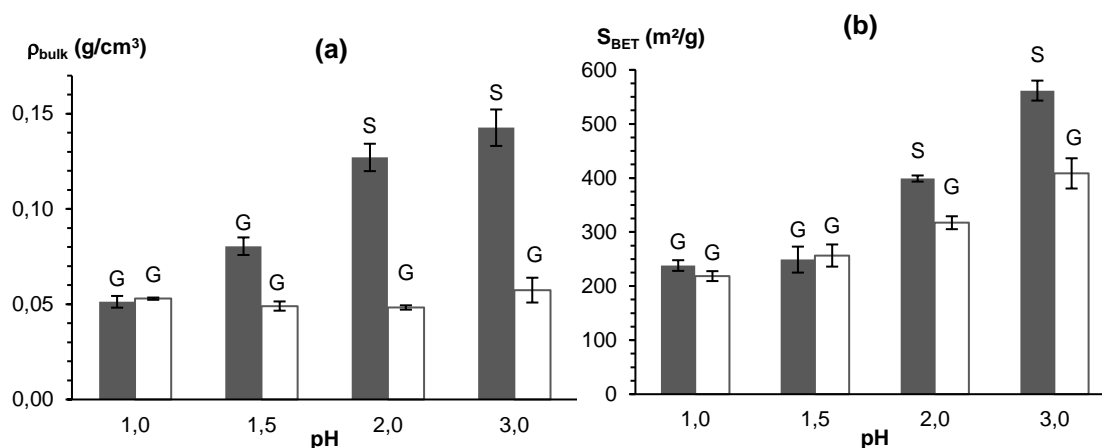 ρbulk (g/cm³)
(a)
0,15
0,10
0,05
0,00
G G
G G
S G
S G
1,0 1,5 2,0 3,0
pH
SBET (m²/g)
(b)
600
500
400
300
200
100
0
G G
G G
S G
S G
1,0 1,5 2,0 3,0
pH